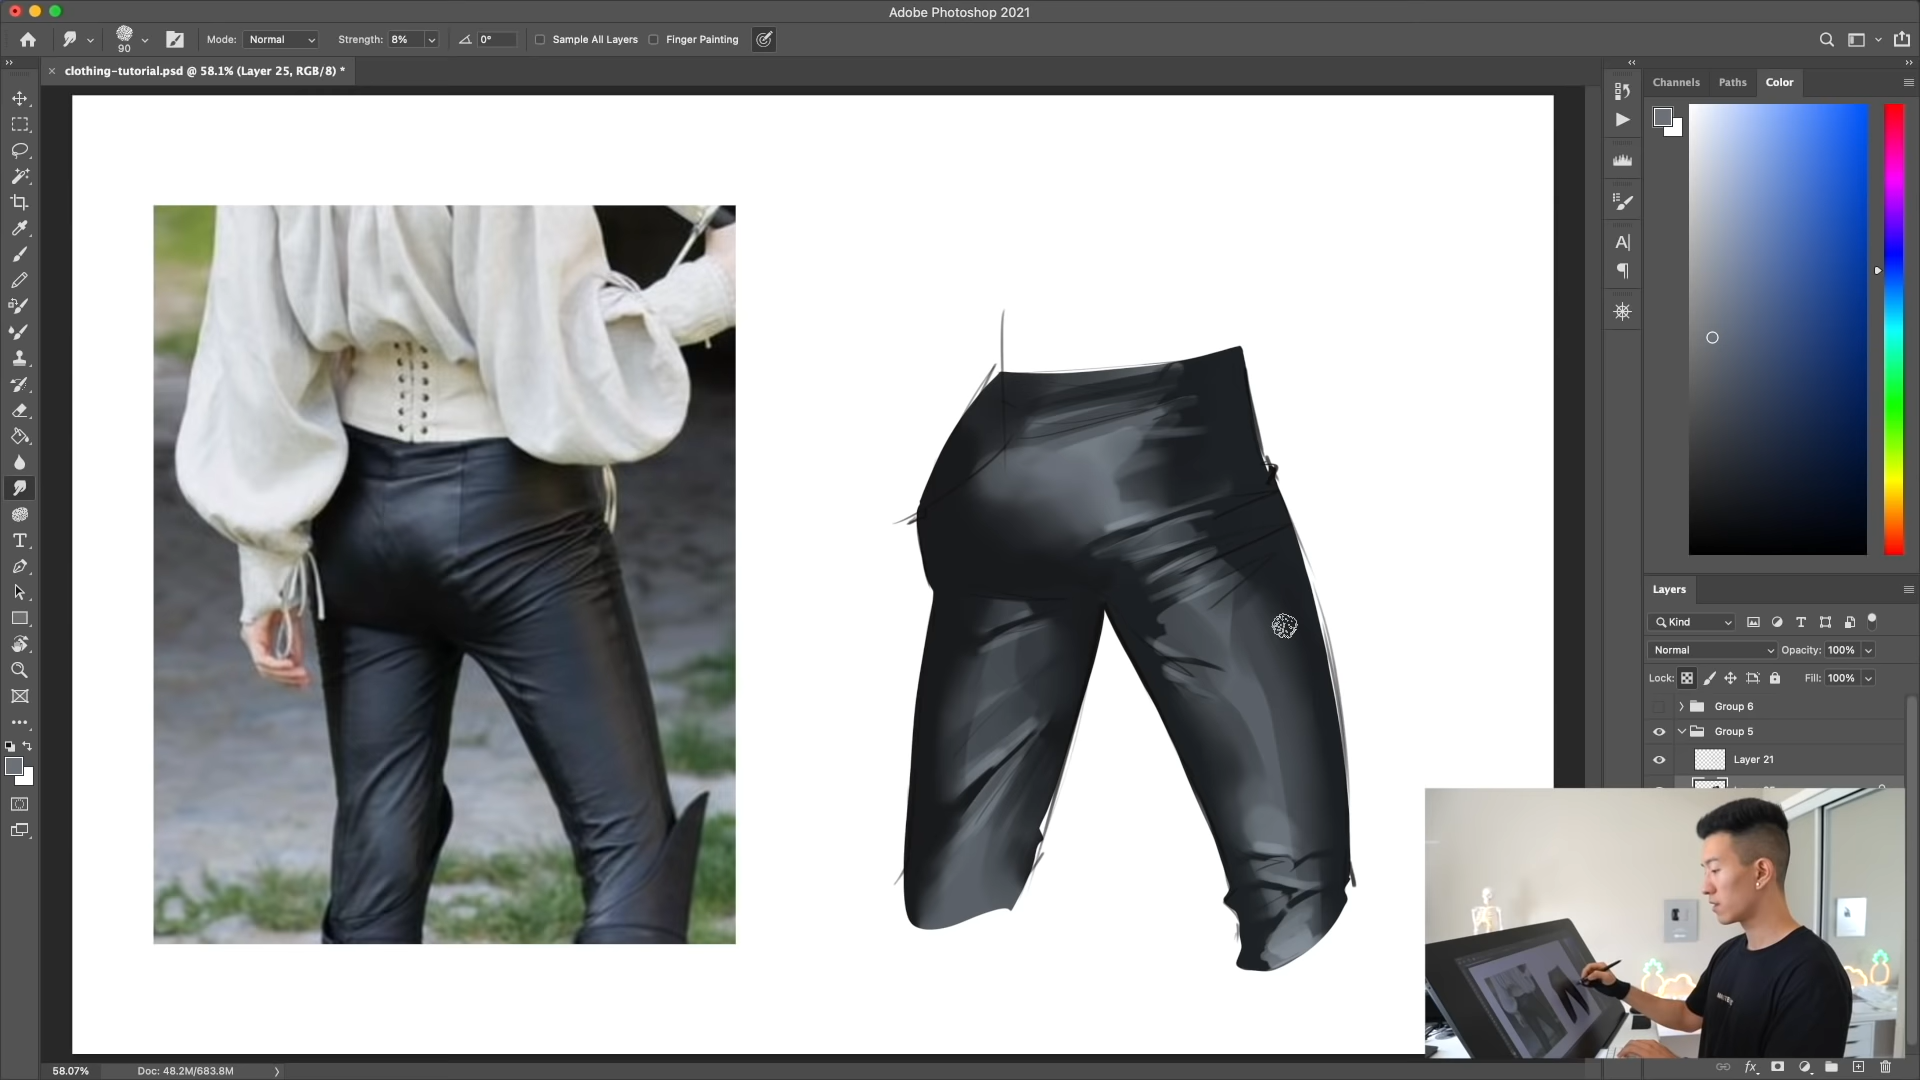 Adobe Photoshop 2021
90
Mode: Normal
Strength: 8%
0°
Sample All Layers
Finger Painting
clothing-tutorial.psd @ 58.1% (Layer 25, RGB/8) *
Channels
Paths
Color
Layers
Kind
Normal
Opacity: 100%
Lock:
Fill: 100%
Group 6
Group 5
Layer 21
58.07%
Doc: 48.2M/683.8M